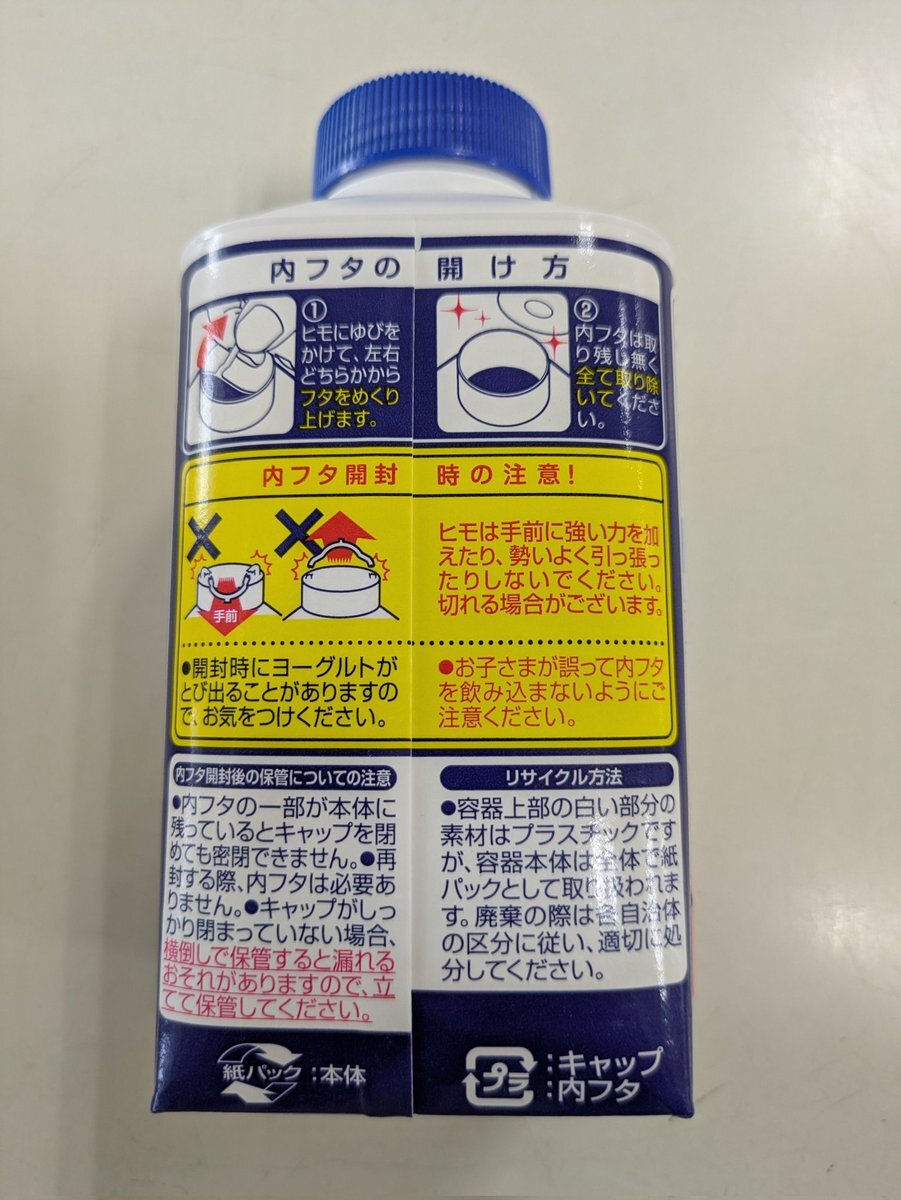 内フタの開け方
①
ヒモにゆびを
かけて、左右
どちらかから
フタをめくり
上げます。
②
内フタは取
り残し無く
全て取り除
いてくださ
い。
内フタ開封時の注意!
手前
ヒモは手前に強い力を加
えたり、勢いよく引っ張っ
たりしないでください。
切れる場合がございます。
●開封時にヨーグルトが
とび出ることがありますの
で、お気をつけください。
●お子さまが誤って内フタ
を飲み込まないようにご
注意ください。
内フタ開封後の保管についての注意
●内フタの一部が本体に
残っているとキャップを閉
めても密閉できません。●再
封する際、内フタは必要あ
りません。●キャップがしっ
かり閉まっていない場合、
横倒しで保管すると漏れる
おそれがありますので、立
てて保管してください。
リサイクル方法
●容器上部の白い部分の
素材はプラスチックです
が、容器本体は全体で紙
パックとして取り扱われま
す。廃棄の際は各自治体
の区分に従い、適切に処
分してください。
紙パック:本体
プラ:キャップ
:内フタ